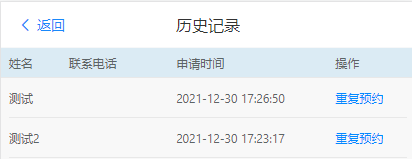 返回 历史记录
姓名 联系电话 申请时间 操作
测试 2021-12-30 17:26:50 重复预约
测试2 2021-12-30 17:23:17 重复预约